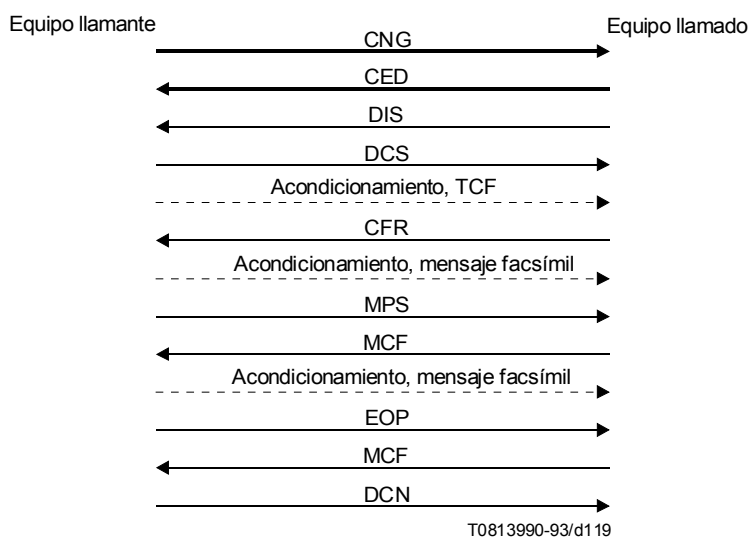 Equipo llamante
Equipo llamado
CNG
CED
DIS
DCS
Acondicionamiento, TCF
CFR
Acondicionamiento, mensaje facsímil
MPS
MCF
Acondicionamiento, mensaje facsímil
EOP
MCF
DCN
T0813990-93/d119